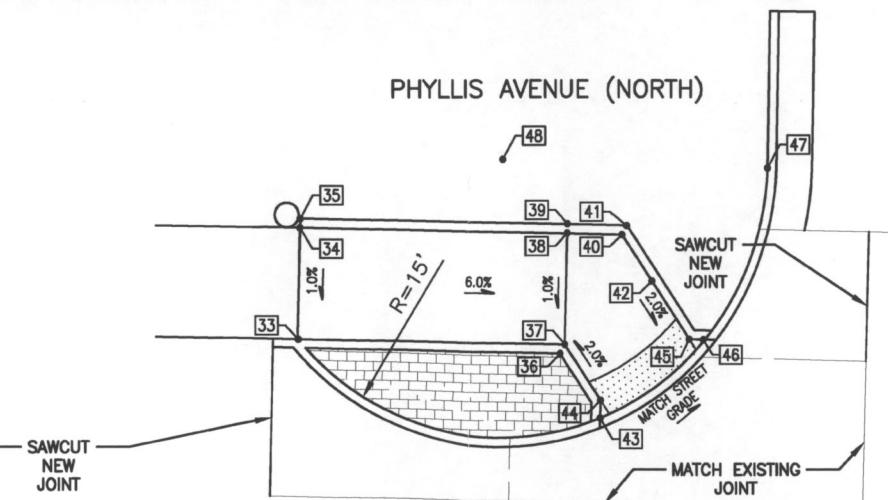 PHYLLIS AVENUE (NORTH)
48
47
35
39
41
34
38
40
SAWCUT
NEW
JOINT
1.0%
R=15'
6.0%
1.0%
42
2.0%
33
37
2.0%
36
45
46
MATCH STREET
GRADE
44
43
SAWCUT
NEW
JOINT
MATCH EXISTING
JOINT